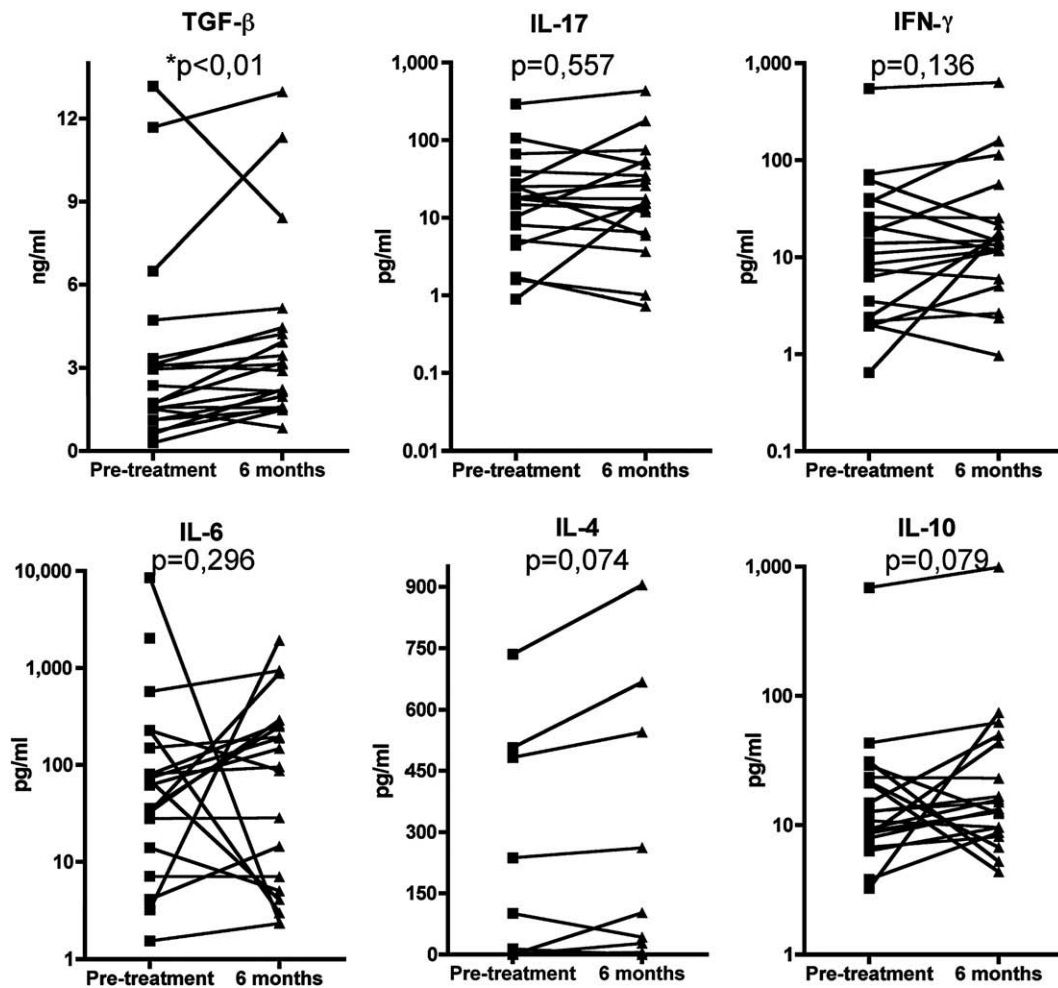 TGF-β
*p<0,01
12
9
6
3
0
ng/ml
Pre-treatment 6 months
IL-17
p=0,557
1,000
100
10
1
0.1
0.01
pg/ml
Pre-treatment 6 months
IFN-γ
p=0,136
1,000
100
10
1
0.1
pg/ml
Pre-treatment 6 months
IL-6
p=0,296
10,000
1,000
100
10
1
pg/ml
Pre-treatment 6 months
IL-4
p=0,074
900
750
600
450
300
150
0
pg/ml
Pre-treatment 6 months
IL-10
p=0,079
1,000
100
10
1
pg/ml
Pre-treatment 6 months